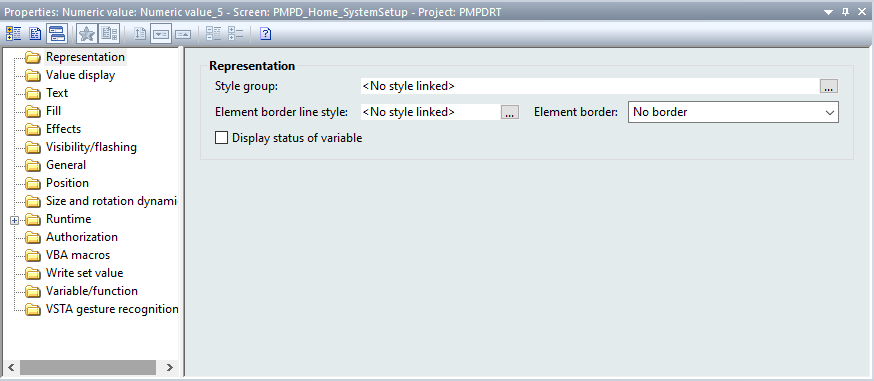 Properties: Numeric value: Numeric value_5 - Screen: PMPD_Home_SystemSetup - Project: PMPDRT
Representation
Value display
Text
Fill
Effects
Visibility/flashing
General
Position
Size and rotation dynami
Runtime
Authorization
VBA macros
Write set value
Variable/function
VSTA gesture recognition
Representation
Style group: <No style linked> ...
Element border line style: <No style linked> ... Element border: No border
Display status of variable